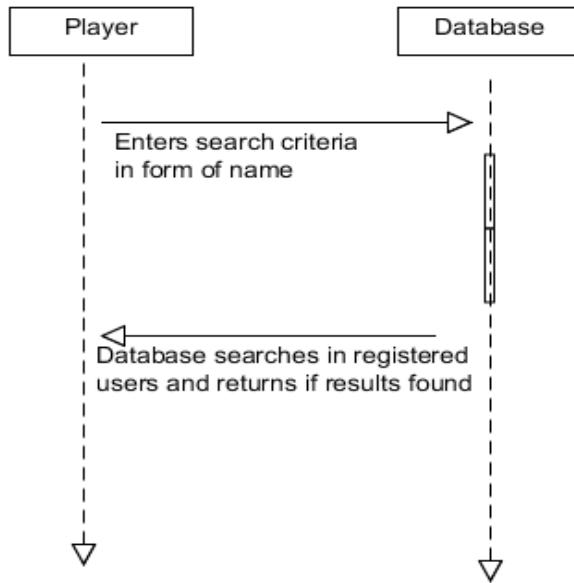 Player
Database
Enters search criteria
in form of name
Database searches in registered
users and returns if results found